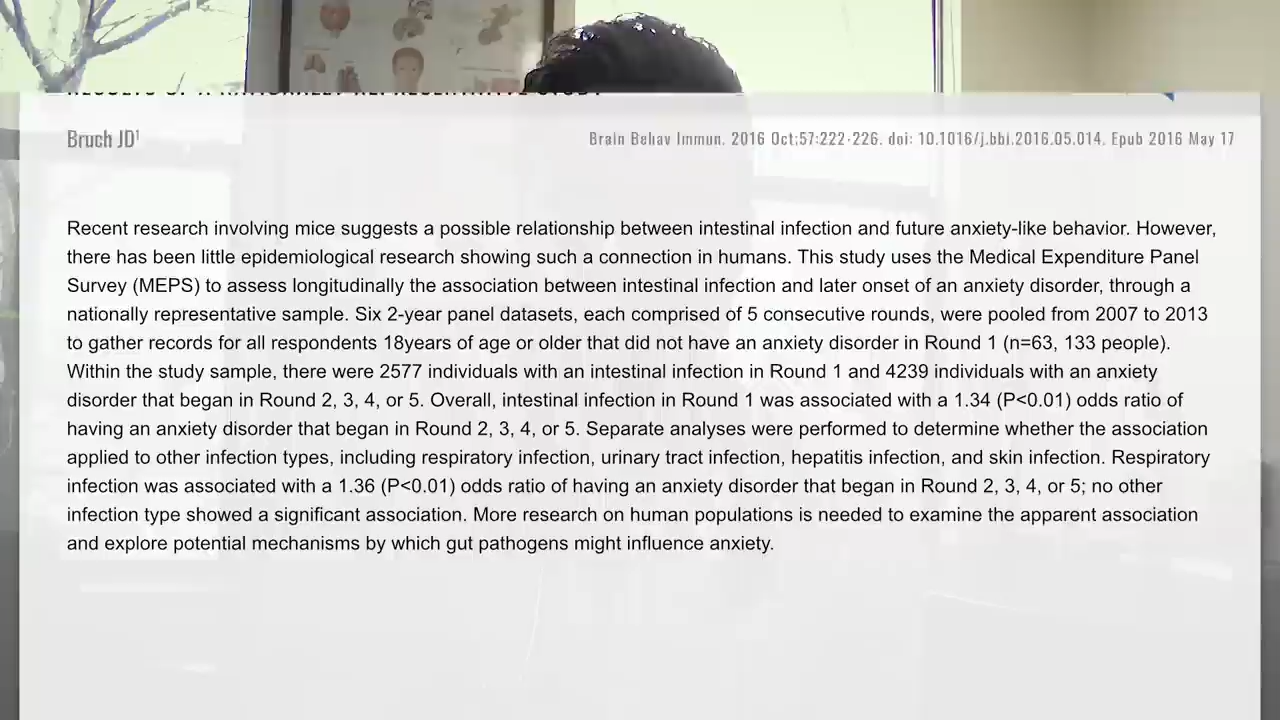 RESULTS OF A NATIONALLY REPRESENTATIVE STUDY
Bruch JD¹
Brain Behav Immun. 2016 Oct;57:222-226. doi: 10.1016/j.bbi.2016.05.014. Epub 2016 May 17
Recent research involving mice suggests a possible relationship between intestinal infection and future anxiety-like behavior. However,
there has been little epidemiological research showing such a connection in humans. This study uses the Medical Expenditure Panel
Survey (MEPS) to assess longitudinally the association between intestinal infection and later onset of an anxiety disorder, through a
nationally representative sample. Six 2-year panel datasets, each comprised of 5 consecutive rounds, were pooled from 2007 to 2013
to gather records for all respondents 18years of age or older that did not have an anxiety disorder in Round 1 (n=63, 133 people).
Within the study sample, there were 2577 individuals with an intestinal infection in Round 1 and 4239 individuals with an anxiety
disorder that began in Round 2, 3, 4, or 5. Overall, intestinal infection in Round 1 was associated with a 1.34 (P<0.01) odds ratio of
having an anxiety disorder that began in Round 2, 3, 4, or 5. Separate analyses were performed to determine whether the association
applied to other infection types, including respiratory infection, urinary tract infection, hepatitis infection, and skin infection. Respiratory
infection was associated with a 1.36 (P<0.01) odds ratio of having an anxiety disorder that began in Round 2, 3, 4, or 5; no other
infection type showed a significant association. More research on human populations is needed to examine the apparent association
and explore potential mechanisms by which gut pathogens might influence anxiety.